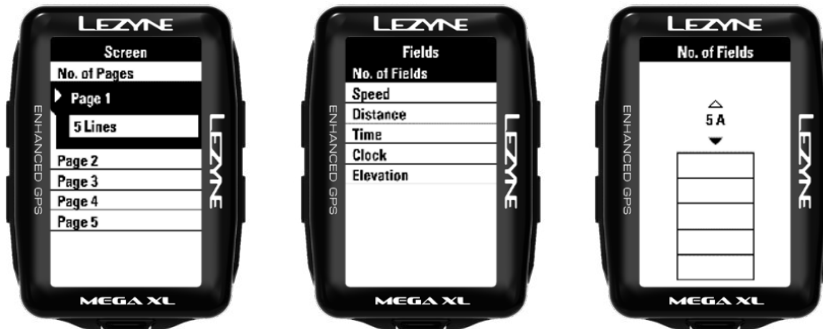 LEZYNE
Screen
No. of Pages
Page 1
5 Lines
Page 2
Page 3
Page 4
Page 5
ENHANCED GPS
LEZYNE
MEGA XL
LEZYNE
Fields
No. of Fields
Speed
Distance
Time
Clock
Elevation
ENHANCED GPS
LEZYNE
MEGA XL
LEZYNE
No. of Fields
5 A
ENHANCED GPS
LEZYNE
MEGA XL